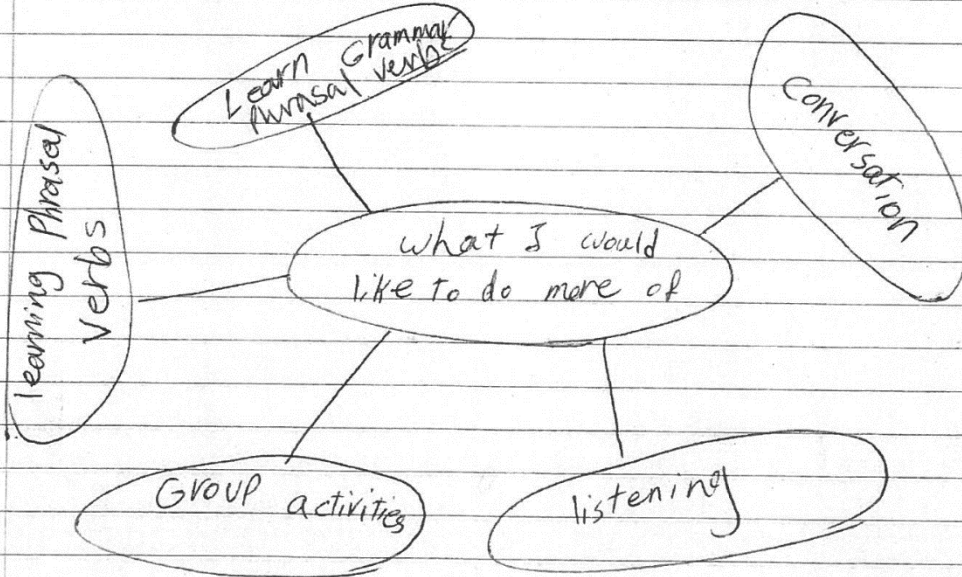 Learn Grammar
phrasal verbs
Conversation
learning Phrasal
Verbs
what I would
like to do more of
Group activities
listening